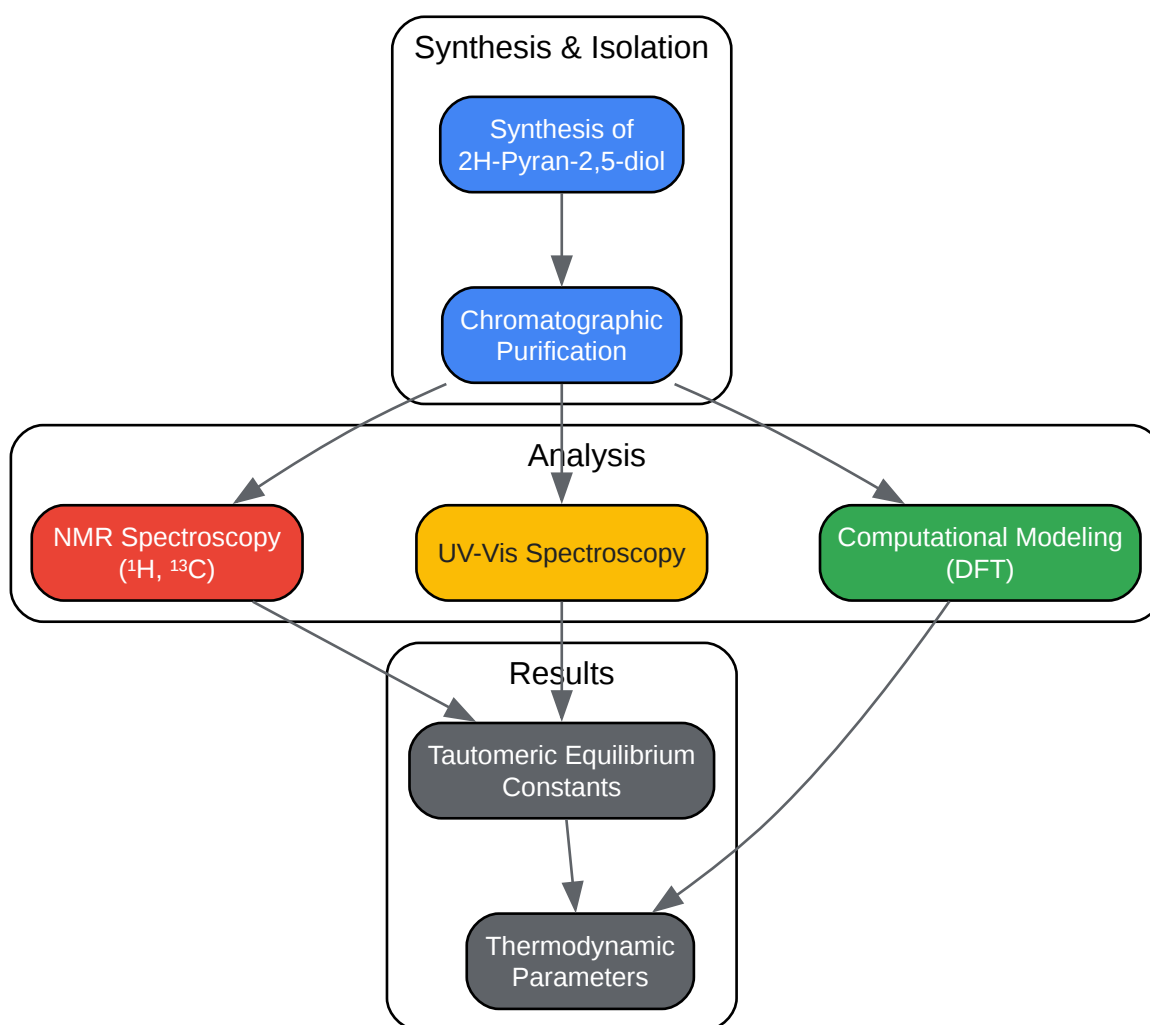 Synthesis & Isolation
Synthesis of
2H-Pyran-2,5-diol
Chromatographic
Purification
Analysis
NMR Spectroscopy
(¹H, ¹³C)
UV-Vis Spectroscopy
Computational Modeling
(DFT)
Results
Tautomeric Equilibrium
Constants
Thermodynamic
Parameters